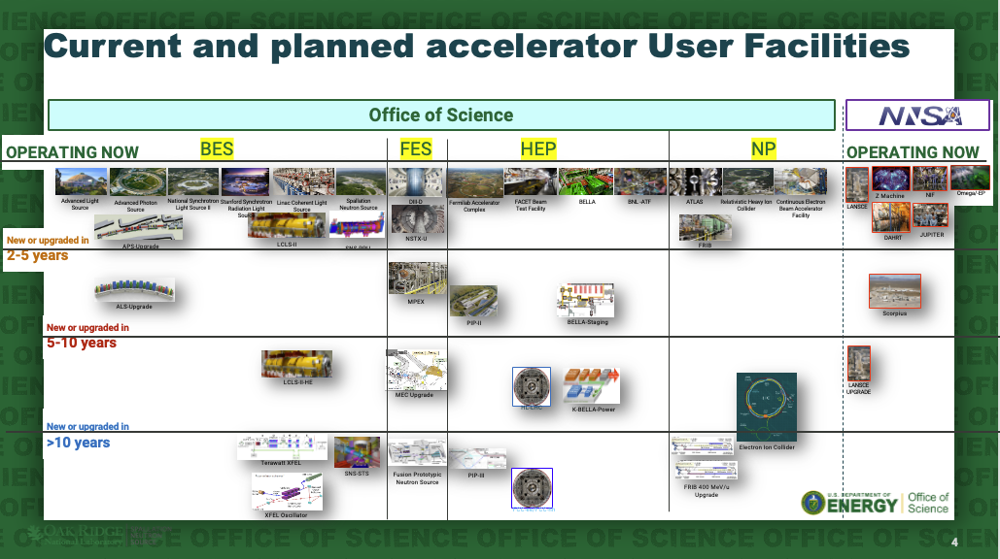 Current and planned accelerator User Facilities
Office of Science
NNSA
OPERATING NOW
BES
FES
HEP
NP
OPERATING NOW
Advanced Light
Source
Advanced Photon
Source
National Synchrotron
Light Source II
Stanford Synchrotron
Radiation Light
Source
Linac Coherent Light
Source
Spallation
Neutron Source
DIII-D
Fermilab Accelerator
Complex
FACET Beam
Test Facility
BELLA
BNL-ATF
ATLAS
Relativistic Heavy Ion
Collider
Continuous Electron
Beam Accelerator
Facility
LANSCE
Z Machine
NIF
Omega/-EP
APS-Upgrade
LCLS-II
SNS-PPU
NSTX-U
FRIB
DAHRT
JUPITER
New or upgraded in
2-5 years
ALS-Upgrade
MPEX
PIP-II
BELLA-Staging
Scorpius
New or upgraded in
5-10 years
LCLS-II-HE
MEC Upgrade
HL-LHC
K-BELLA-Power
Electron Ion Collider
LANSCE
UPGRADE
New or upgraded in
>10 years
Terawatt XFEL
SNS-STS
XFEL Oscillator
Fusion Prototypic
Neutron Source
PIP-III
FRIB 400 MeV/u
Upgrade
U.S. DEPARTMENT OF
ENERGY
Office of
Science
OAK RIDGE
National Laboratory
4